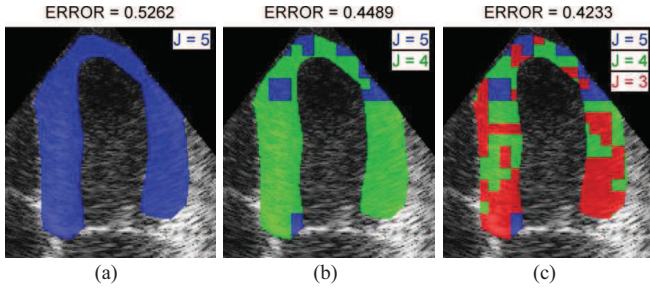 ERROR = 0.5262
ERROR = 0.4489
ERROR = 0.4233
J = 5
J = 5
J = 4
J = 5
J = 4
J = 3
(a)
(b)
(c)